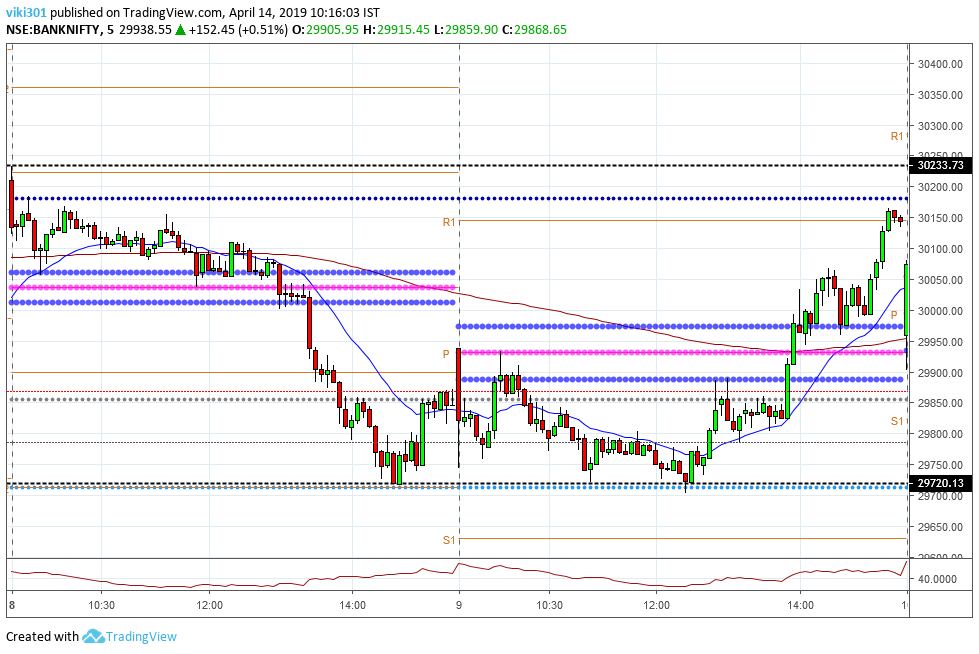 viki301 published on TradingView.com, April 14, 2019 10:16:03 IST
NSE:BANKNIFTY, 5 29938.55 ▲ +152.45 (+0.51%) O:29905.95 H:29915.45 L:29859.90 C:29868.65
30400.00
30350.00
30300.00
R1
30250.00
30233.73
30200.00
R1
30150.00
30100.00
30050.00
P
30000.00
29950.00
P
29900.00
29850.00
S1
29800.00
29750.00
29720.13
29700.00
29650.00
S1
29600.00
40.0000
8 10:30 12:00 14:00 9 10:30 12:00 14:00
Created with TradingView